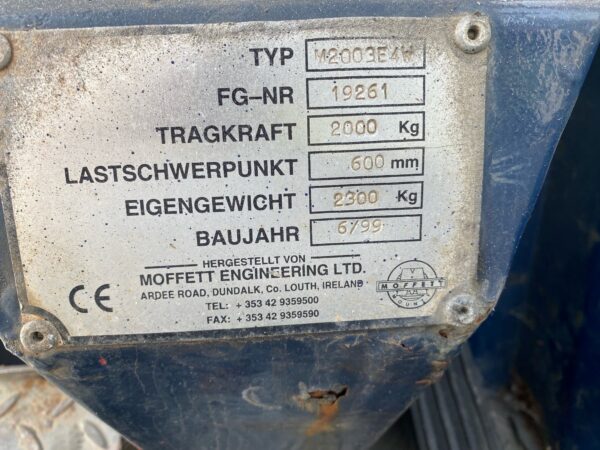 TYP M2003E4W
FG-NR 19261
TRAGKRAFT 2000 Kg
LASTSCHWERPUNKT 600 mm
EIGENGEWICHT 2300 Kg
BAUJAHR 6/99
HERGESTELLT VON
MOFFETT ENGINEERING LTD.
ARDEE ROAD, DUNDALK, Co. LOUTH, IRELAND
TEL: + 353 42 9359500
FAX: + 353 42 9359590
CE
MOFFETT